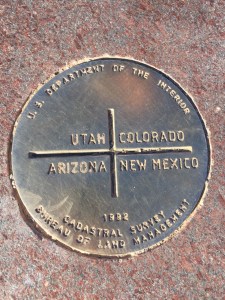 U. S. DEPARTMENT OF THE INTERIOR
UTAH COLORADO
ARIZONA NEW MEXICO
1992
CADASTRAL SURVEY
BUREAU OF LAND MANAGEMENT